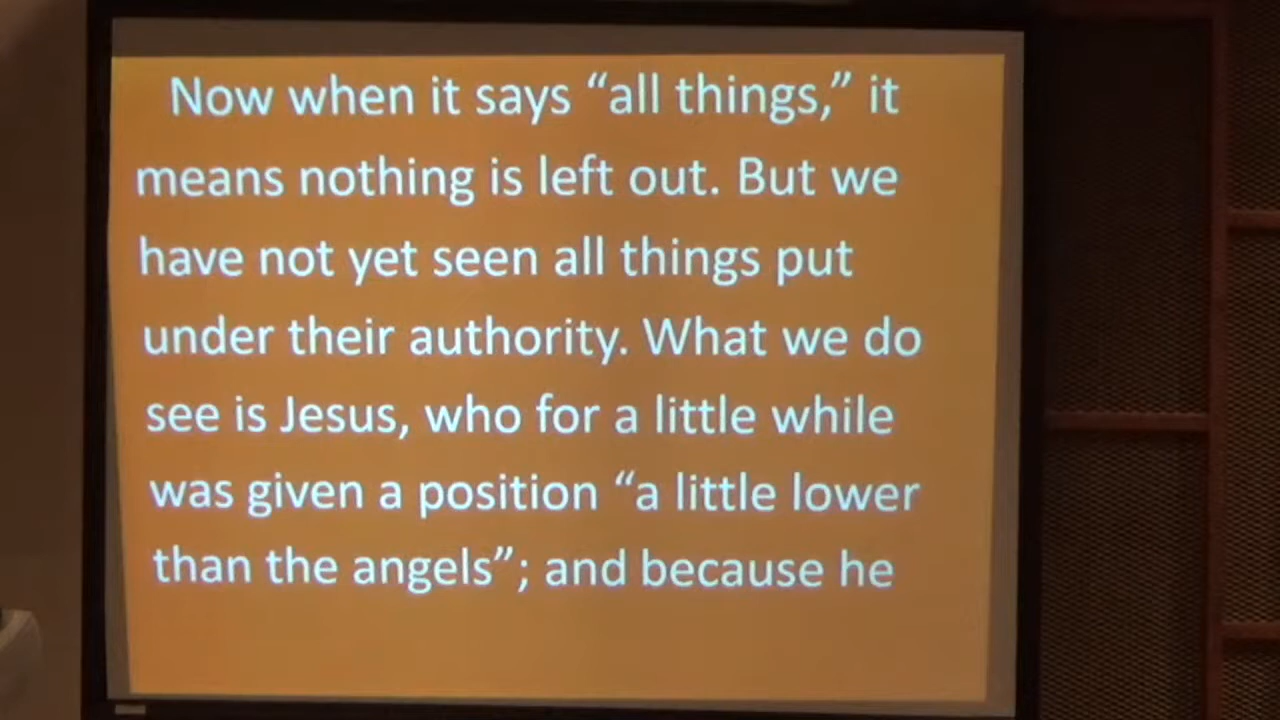 Now when it says “all things,” it
means nothing is left out. But we
have not yet seen all things put
under their authority. What we do
see is Jesus, who for a little while
was given a position “a little lower
than the angels”; and because he